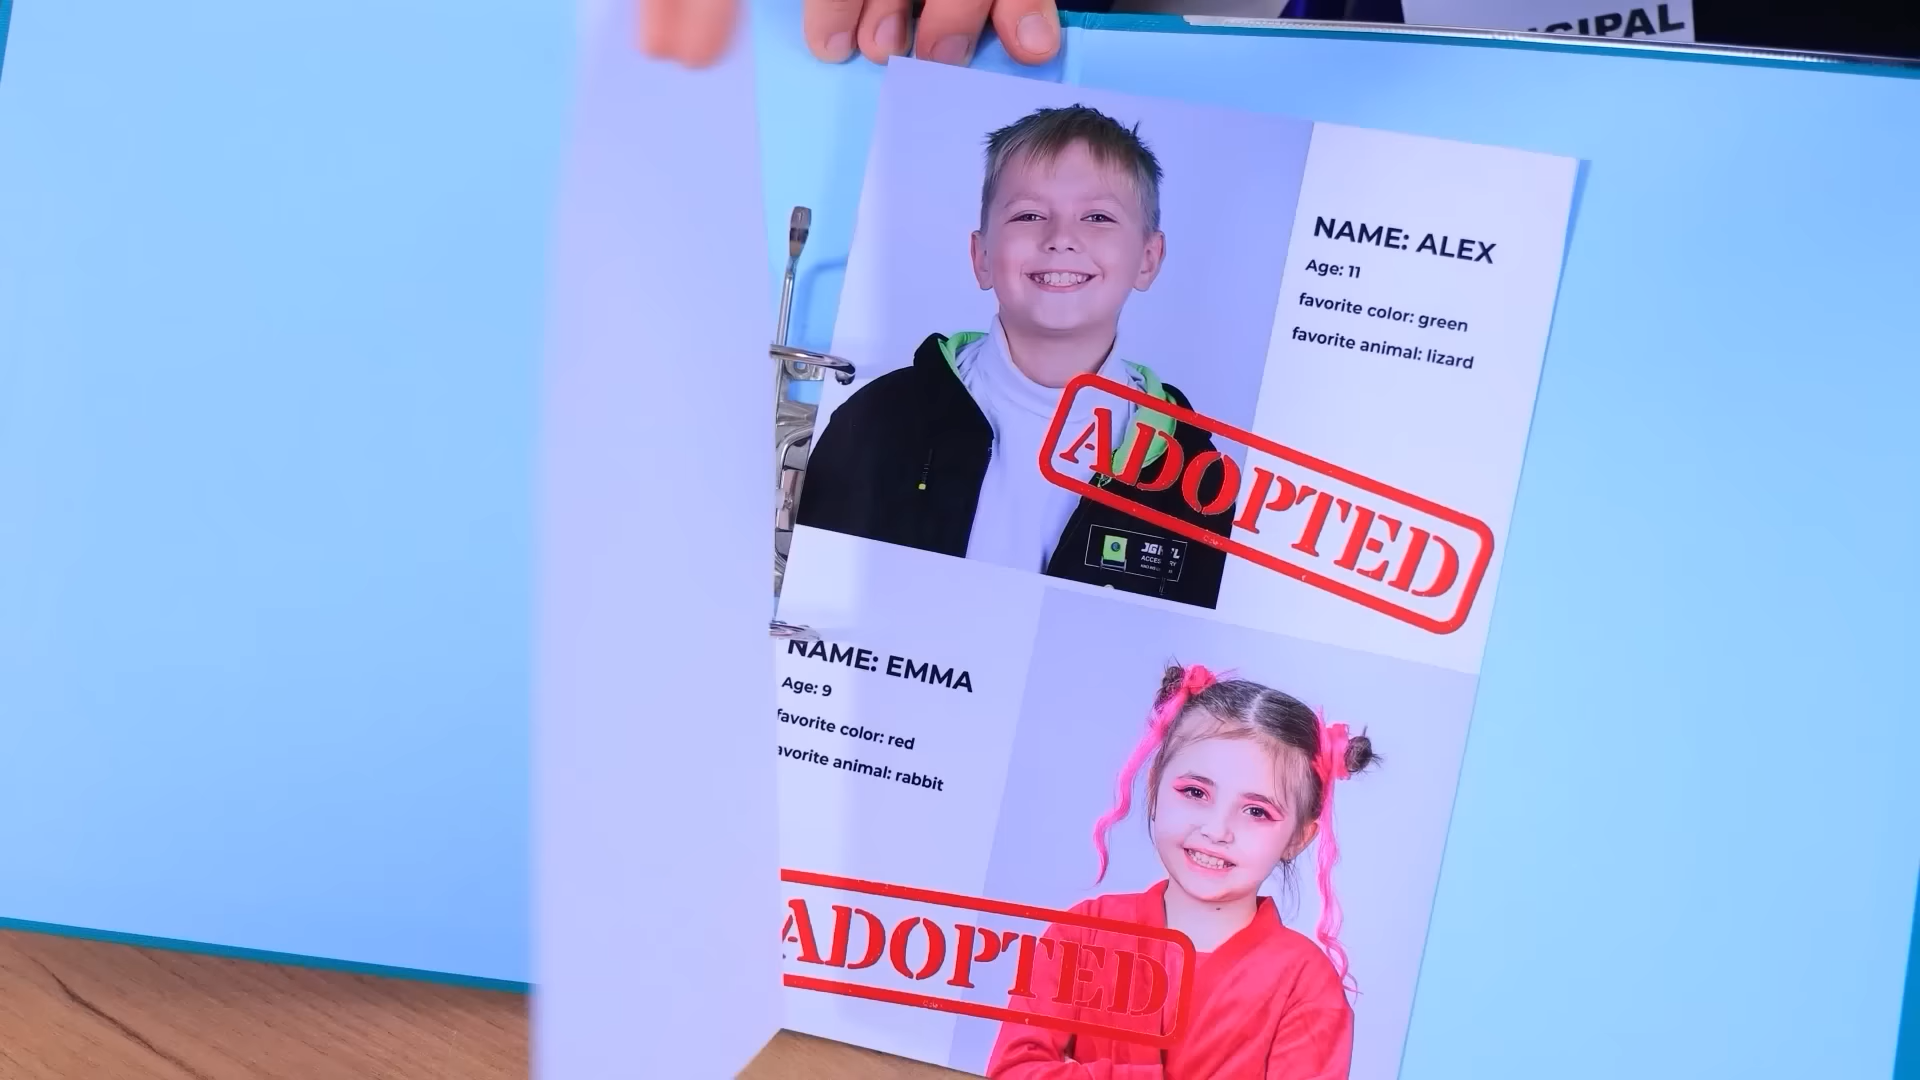 NAME: ALEX
Age: 11
favorite color: green
favorite animal: lizard
ADOPTED
NAME: EMMA
Age: 9
favorite color: red
avorite animal: rabbit
ADOPTED